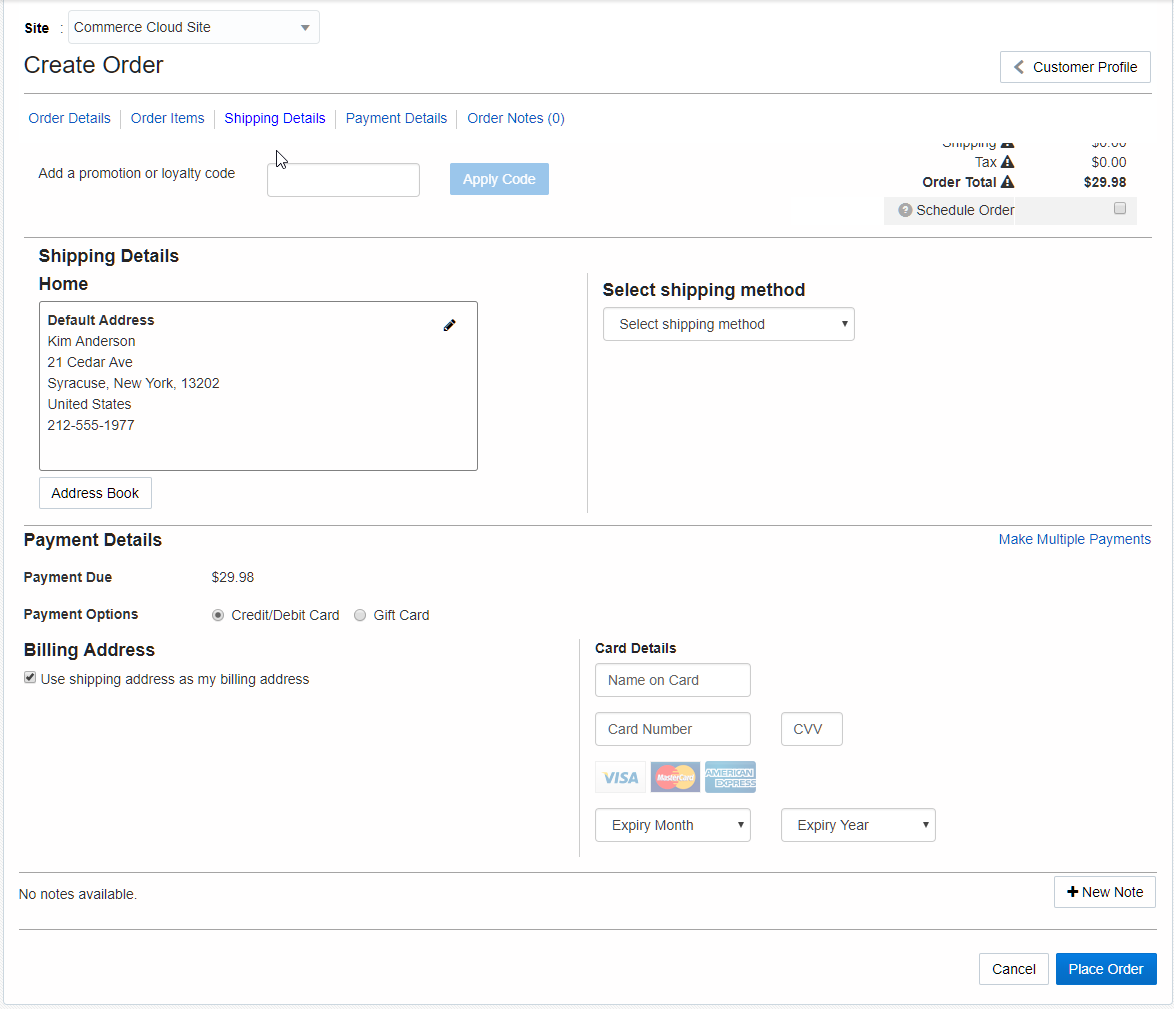 Site : Commerce Cloud Site
Create Order
Customer Profile
Order Details Order Items Shipping Details Payment Details Order Notes (0)
Shipping $0.00
Add a promotion or loyalty code Apply Code
Tax $0.00
Order Total $29.98
? Schedule Order
Shipping Details
Home
Default Address
Kim Anderson
21 Cedar Ave
Syracuse, New York, 13202
United States
212-555-1977
Address Book
Select shipping method
Select shipping method
Payment Details Make Multiple Payments
Payment Due $29.98
Payment Options Credit/Debit Card Gift Card
Billing Address
Use shipping address as my billing address
Card Details
Name on Card
Card Number CVV
VISA MasterCard AMERICAN EXPRESS
Expiry Month Expiry Year
No notes available.
+ New Note
Cancel Place Order